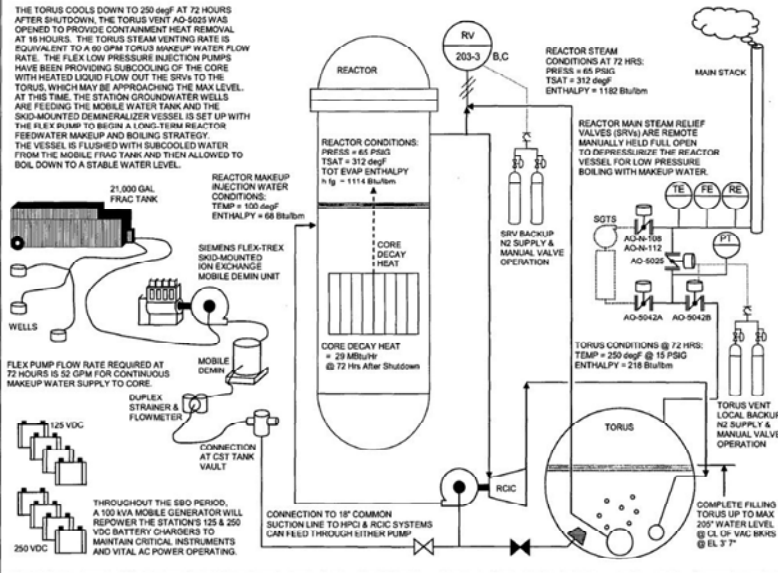 THE TORUS COOLS DOWN TO 250 degF AT 72 HOURS
AFTER SHUTDOWN, THE TORUS VENT AO-5025 WAS
OPENED TO PROVIDE CONTAINMENT HEAT REMOVAL
AT 16 HOURS. THE TORUS STEAM VENTING RATE IS
EQUIVALENT TO A 60 GPM TORUS MAKEUP WATER FLOW
RATE. THE FLEX LOW PRESSURE INJECTION PUMPS
HAVE BEEN PROVIDING SUBCOOLING OF THE CORE
WITH HEATED LIQUID FLOW OUT THE SRVs TO THE
TORUS, WHICH MAY BE APPROACHING THE MAX LEVEL.
AT THIS TIME, THE STATION GROUNDWATER WELLS
ARE FEEDING THE MOBILE WATER TANK AND THE
SKID-MOUNTED DEMINERALIZER VESSEL IS SET UP WITH
THE FLEX PUMP TO BEGIN A LONG-TERM REACTOR
FEEDWATER MAKEUP AND BOILING STRATEGY.
THE VESSEL IS FLUSHED WITH SUBCOOLED WATER
FROM THE MOBILE FRAC TANK AND THEN ALLOWED TO
BOIL DOWN TO A STABLE WATER LEVEL.
REACTOR
RV
203-3
B,C
REACTOR STEAM
CONDITIONS AT 72 HRS:
PRESS = 65 PSIG
TSAT = 312 degF
ENTHALPY = 1182 Btu/lbm
MAIN STACK
REACTOR MAIN STEAM RELIEF
VALVES (SRVs) ARE REMOTE
MANUALLY HELD FULL OPEN
TO DEPRESSURIZE THE REACTOR
VESSEL FOR LOW PRESSURE
BOILING WITH MAKEUP WATER.
REACTOR CONDITIONS:
PRESS = 65 PSIG
TSAT = 312 degF
TOT EVAP ENTHALPY
h fg = 1114 Btu/lbm
21,000 GAL
FRAC TANK
REACTOR MAKEUP
INJECTION WATER
CONDITIONS:
TEMP = 100 degF
ENTHALPY = 68 Btu/lbm
TE
FE
RE
SGTS
AO-N-108
AO-N-112
AO-5025
PT
AO-5042A
AO-5042B
SRV BACKUP
N2 SUPPLY &
MANUAL VALVE
OPERATION
CORE
DECAY
HEAT
SIEMENS FLEX-TREX
SKID-MOUNTED
ION EXCHANGE
MOBILE DEMIN UNIT
WELLS
CORE DECAY HEAT
= 29 MBtu/Hr
@ 72 Hrs After Shutdown
TORUS CONDITIONS @ 72 HRS:
TEMP = 250 degF @ 15 PSIG
ENTHALPY = 218 Btu/lbm
FLEX PUMP FLOW RATE REQUIRED AT
72 HOURS IS 52 GPM FOR CONTINUOUS
MAKEUP WATER SUPPLY TO CORE.
MOBILE
DEMIN
DUPLEX
STRAINER &
FLOWMETER
TORUS VENT
LOCAL BACKUP
N2 SUPPLY &
MANUAL VALVE
OPERATION
125 VDC
CONNECTION
AT CST TANK
VAULT
TORUS
RCIC
250 VDC
THROUGHOUT THE SBO PERIOD,
A 100 kVA MOBILE GENERATOR WILL
REPOWER THE STATION'S 125 & 250
VDC BATTERY CHARGERS TO
MAINTAIN CRITICAL INSTRUMENTS
AND VITAL AC POWER OPERATING.
CONNECTION TO 18" COMMON
SUCTION LINE TO HPCI & RCIC SYSTEMS
CAN FEED THROUGH EITHER PUMP
COMPLETE FILLING
TORUS UP TO MAX
205" WATER LEVEL
@ CL OF VAC BKRS
@ EL 3' 7"